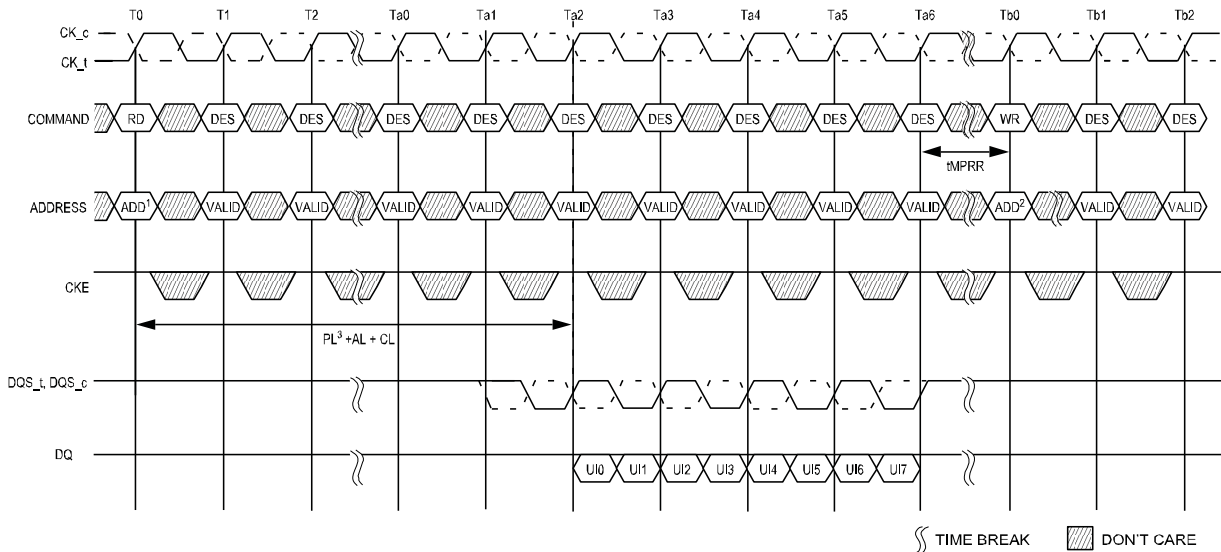 T0 T1 T2 Ta0 Ta1 Ta2 Ta3 Ta4 Ta5 Ta6 Tb0 Tb1 Tb2
CK_c
CK_t
COMMAND RD DES DES DES DES DES DES DES DES DES WR DES DES
tMPRR
ADDRESS ADD¹ VALID VALID VALID VALID VALID VALID VALID VALID VALID ADD² VALID VALID
CKE
PL³ +AL + CL
DQS_t, DQS_c
DQ UI0 UI1 UI2 UI3 UI4 UI5 UI6 UI7
TIME BREAK DON'T CARE